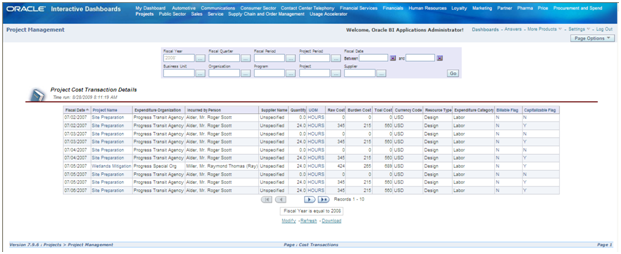 ORACLE Interactive Dashboards My Dashboard Automotive Communications Consumer Sector Contact Center Telephony Financial Services Financials Human Resources Loyalty Marketing Partner Pharma Price Procurement and Spend
Projects Public Sector Sales Service Supply Chain and Order Management Usage Accelerator
Project Management Welcome, Oracle BI Applications Administrator! Dashboards - Answers - More Products - Settings - Log Out
Page Options
Fiscal Year Fiscal Quarter Fiscal Period Project Period Fiscal Date
Between and
Business Unit Organization Program Project Supplier
Go
Project Cost Transaction Details
Time run: 8:11:15 AM
Fiscal Date Project Name Expenditure Organization Incurred by Person Supplier Name Quantity UOM Raw Cost Burden Cost Total Cost Currency Code Resource Type Expenditure Category Billable Flag Capitalizable Flag
07/02/2007 Site Preparation Progress Transit Agency Alder, Mr. Roger Scott Unspecified 0.0 HOURS 0 0 0 USD Design Labor N N
07/02/2007 Site Preparation Progress Transit Agency Alder, Mr. Roger Scott Unspecified 24.0 HOURS 345 215 560 USD Design Labor N Y
07/03/2007 Site Preparation Progress Transit Agency Alder, Mr. Roger Scott Unspecified 0.0 HOURS 0 0 0 USD Design Labor N N
07/03/2007 Site Preparation Progress Transit Agency Alder, Mr. Roger Scott Unspecified 24.0 HOURS 345 215 560 USD Design Labor N Y
07/04/2007 Site Preparation Progress Transit Agency Alder, Mr. Roger Scott Unspecified 0.0 HOURS 0 0 0 USD Design Labor N N
07/04/2007 Site Preparation Progress Transit Agency Alder, Mr. Roger Scott Unspecified 24.0 HOURS 345 215 560 USD Design Labor N Y
07/05/2007 Wetlands Mitigation Progress Special Org Miller, Mr. Raymond Thomas (Ray) Unspecified 24.0 HOURS 424 265 USD Design Labor N Y
07/05/2007 Site Preparation Progress Transit Agency Alder, Mr. Roger Scott Unspecified 0.0 HOURS 0 0 0 USD Design Labor N N
07/05/2007 Site Preparation Progress Transit Agency Alder, Mr. Roger Scott Unspecified 24.0 HOURS 345 215 560 USD Design Labor N Y
Site Preparation Progress Transit Agency Alder, Mr. Roger Scott Unspecified 24.0 HOURS 345 215 560 USD Design Labor N Y
Records 1 - 10
Fiscal Year is equal to 2008
Modify - Refresh - Download
Version 7.9.6 : Projects > Project Management Page : Cost Transactions Page 1